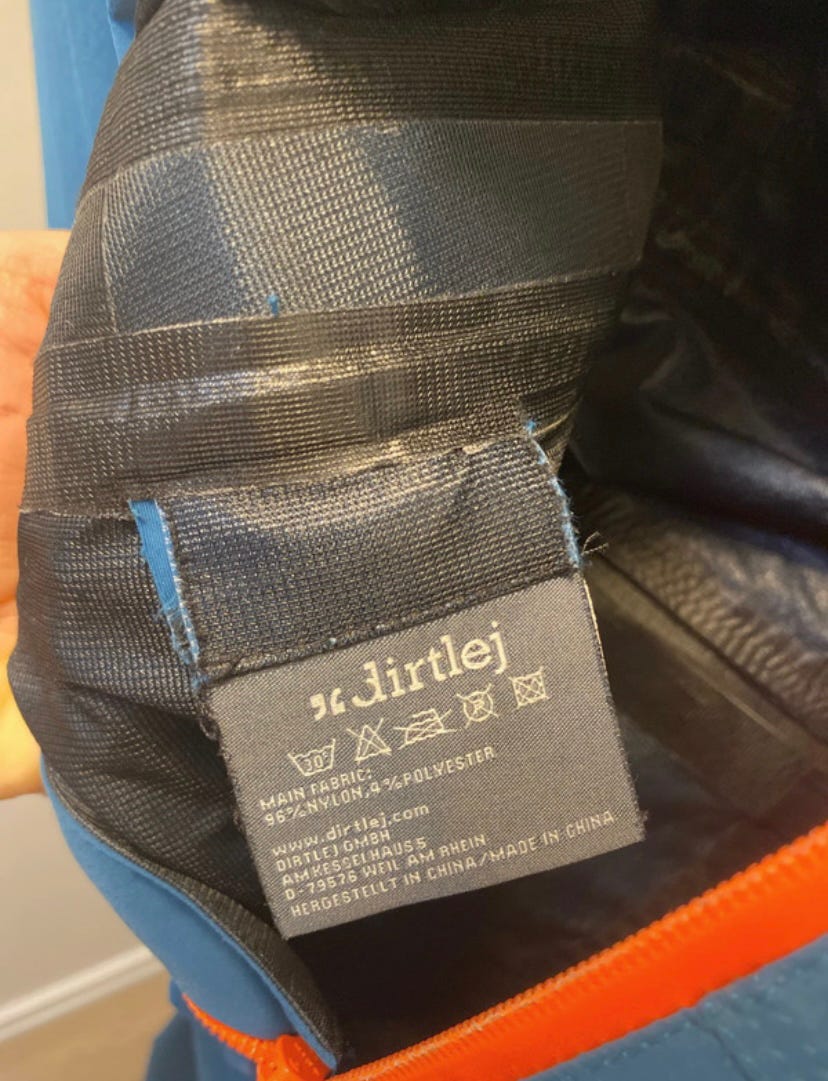 dirtlej
30°
MAIN FABRIC:
96%NYLON,4%POLYESTER
www.dirtlej.com
DIRTLEJ GMBH
AM KESSELHAUS 5
D-79576 WEIL AM RHEIN
HERGESTELLT IN CHINA/MADE IN CHINA